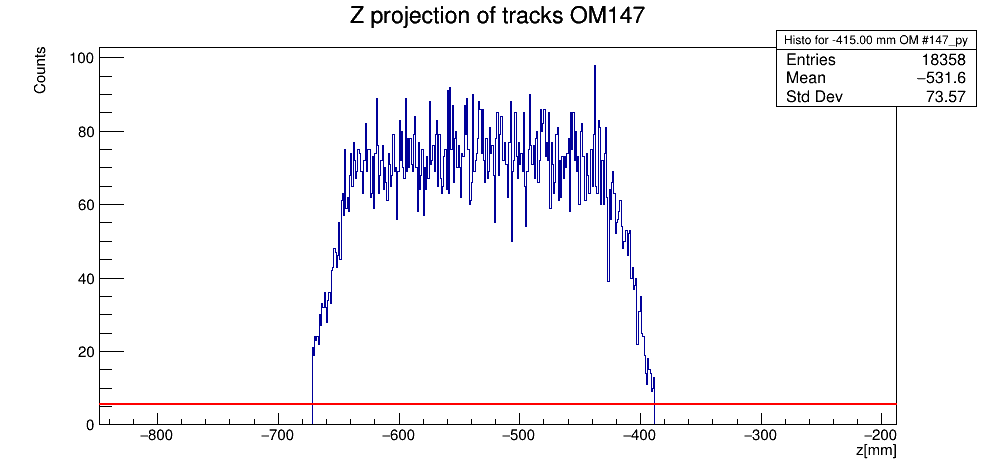 Z projection of tracks OM147
Histo for -415.00 mm OM #147_py
Entries 18358
Mean −531.6
Std Dev 73.57
Counts
100
80
60
40
20
0
−800 −700 −600 −500 −400 −300 −200
z[mm]